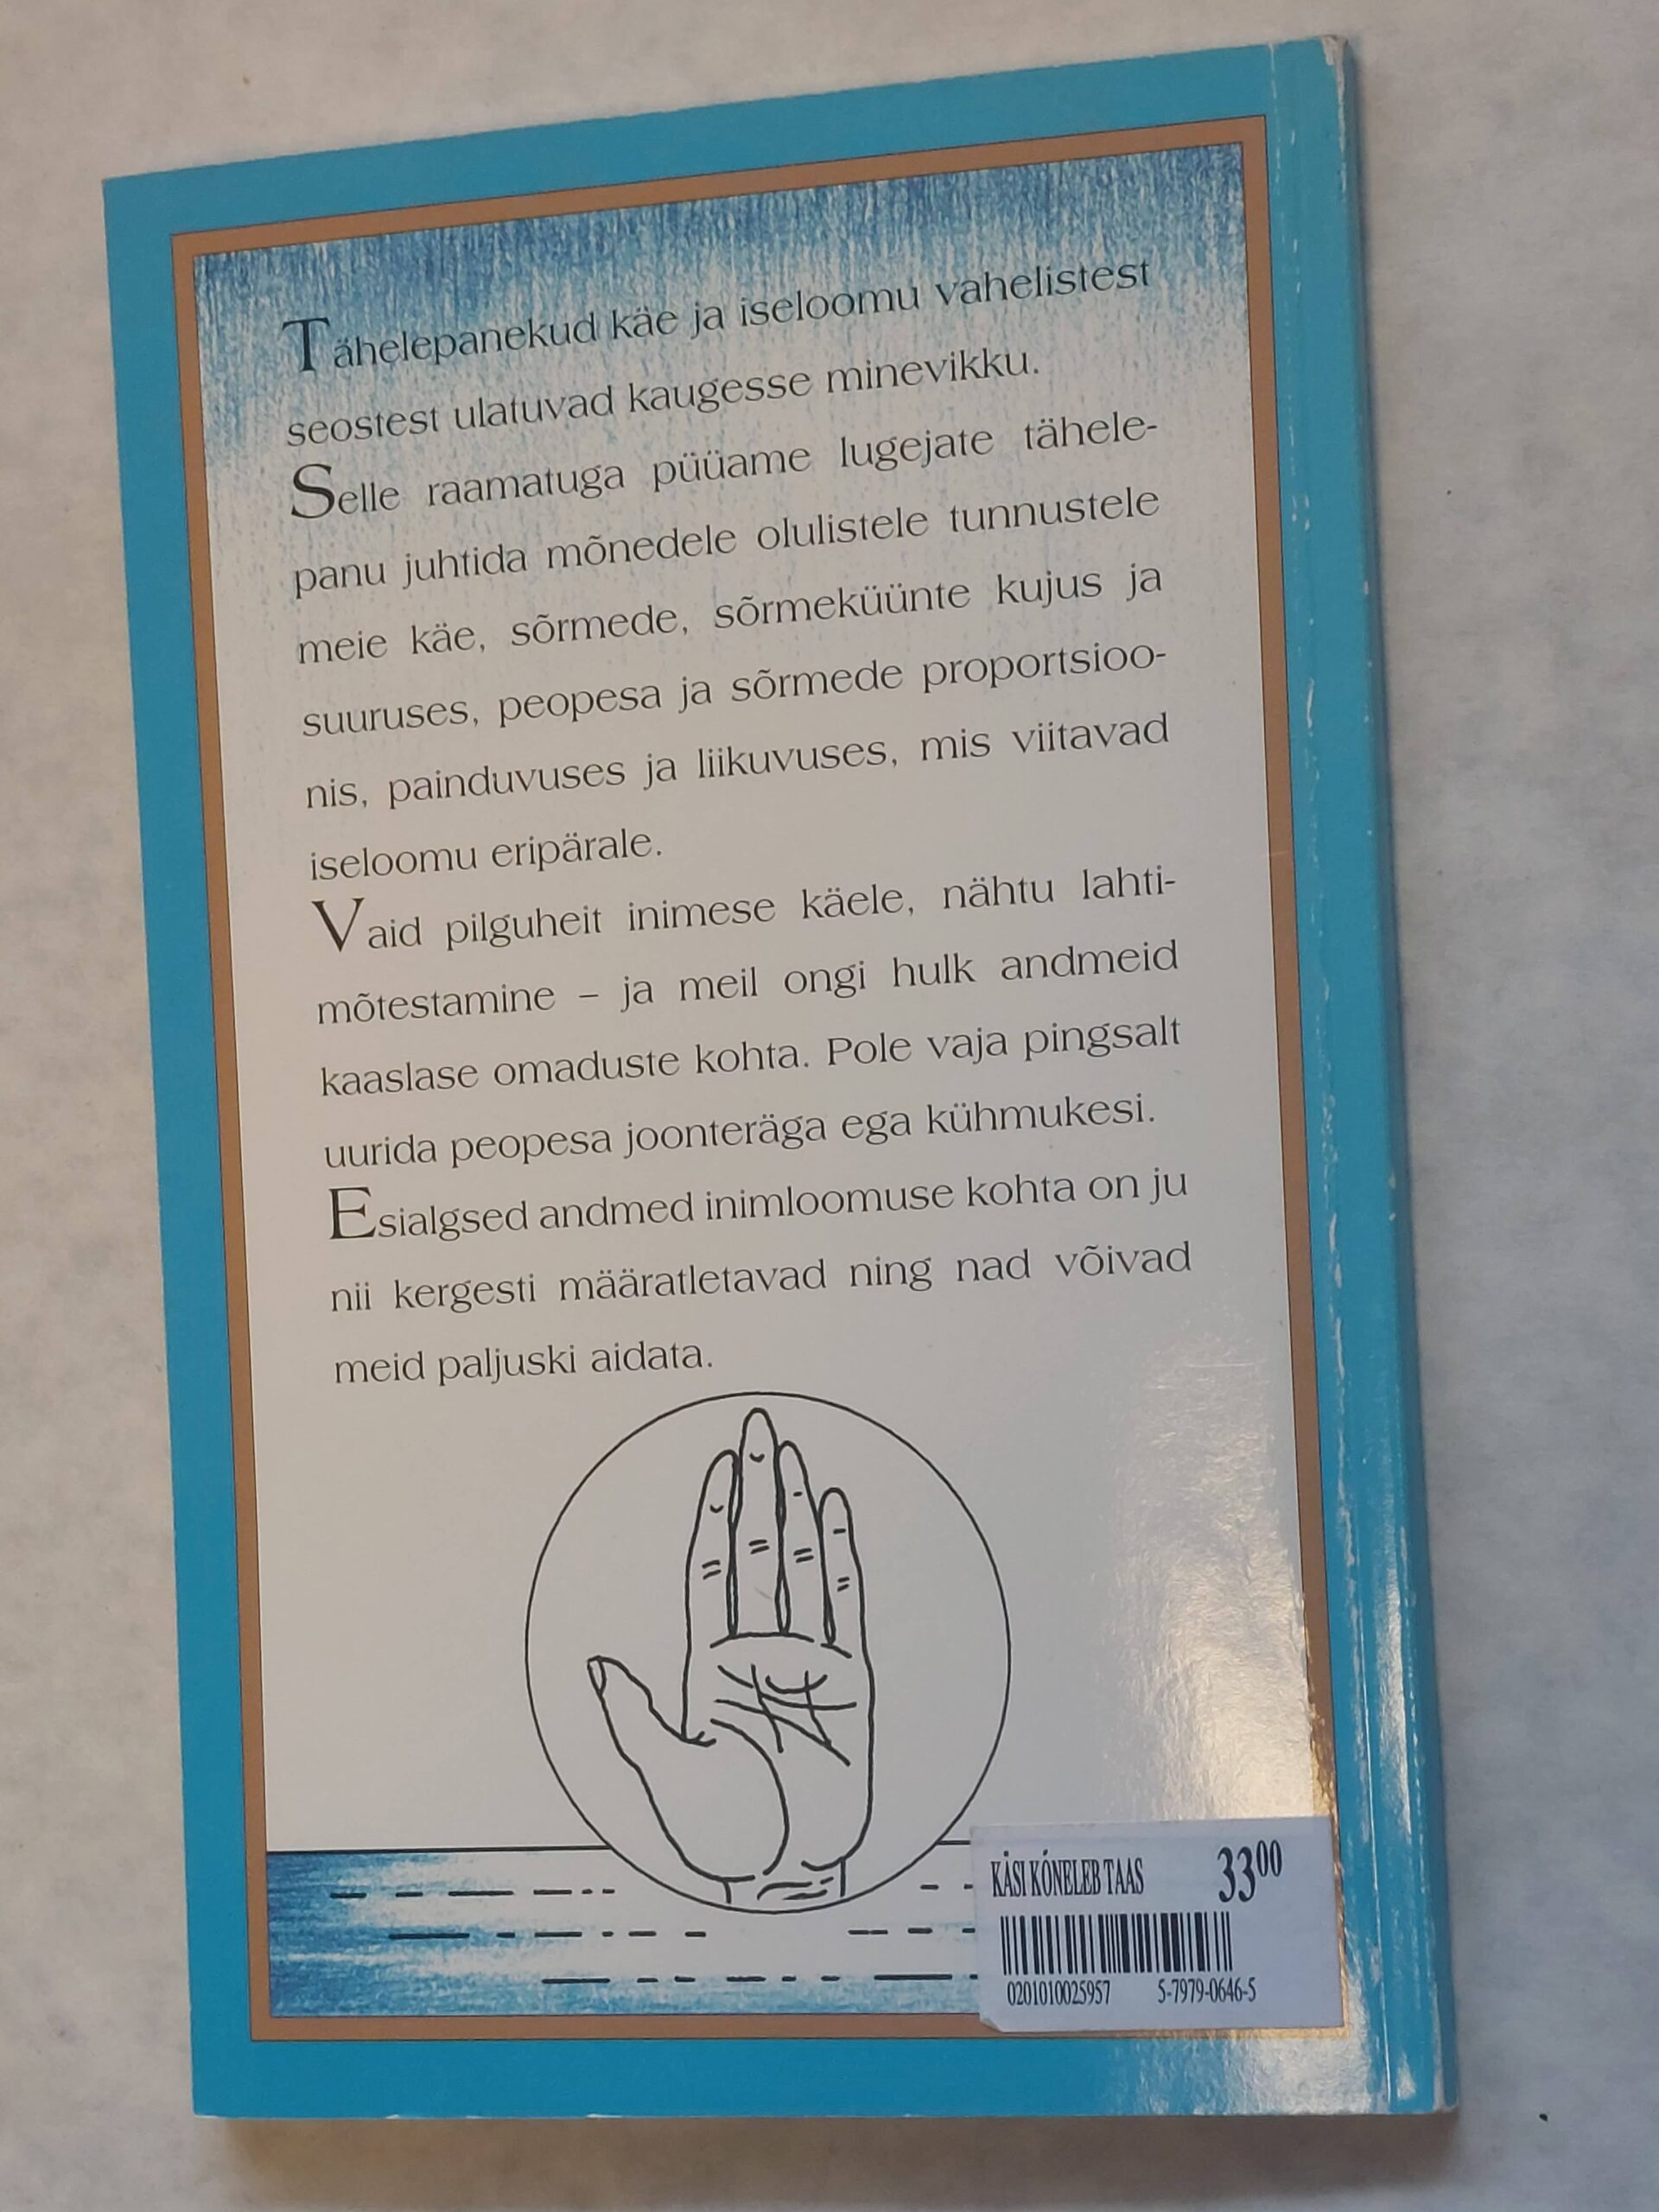 Tähelepanekud käe ja iseloomu vahelistest
seostest ulatuvad kaugesse minevikku.
Selle raamatuga püüame lugejate tähele-
panu juhtida mõnedele olulistele tunnustele
meie käe, sõrmede, sõrmeküünte kujus ja
suuruses, peopesa ja sõrmede proportsioo-
nis, painduvuses ja liikuvuses, mis viitavad
iseloomu eripärale.
Vaid pilguheit inimese käele, nähtu lahti-
mõtestamine – ja meil ongi hulk andmeid
kaaslase omaduste kohta. Pole vaja pingsalt
uurida peopesa joonteräga ega kühmukesi.
Esialgsed andmed inimloomuse kohta on ju
nii kergesti määratletavad ning nad võivad
meid paljuski aidata.
KÄSI KÕNELEB TAAS 33⁰⁰
0201010025957 5-7979-0646-5